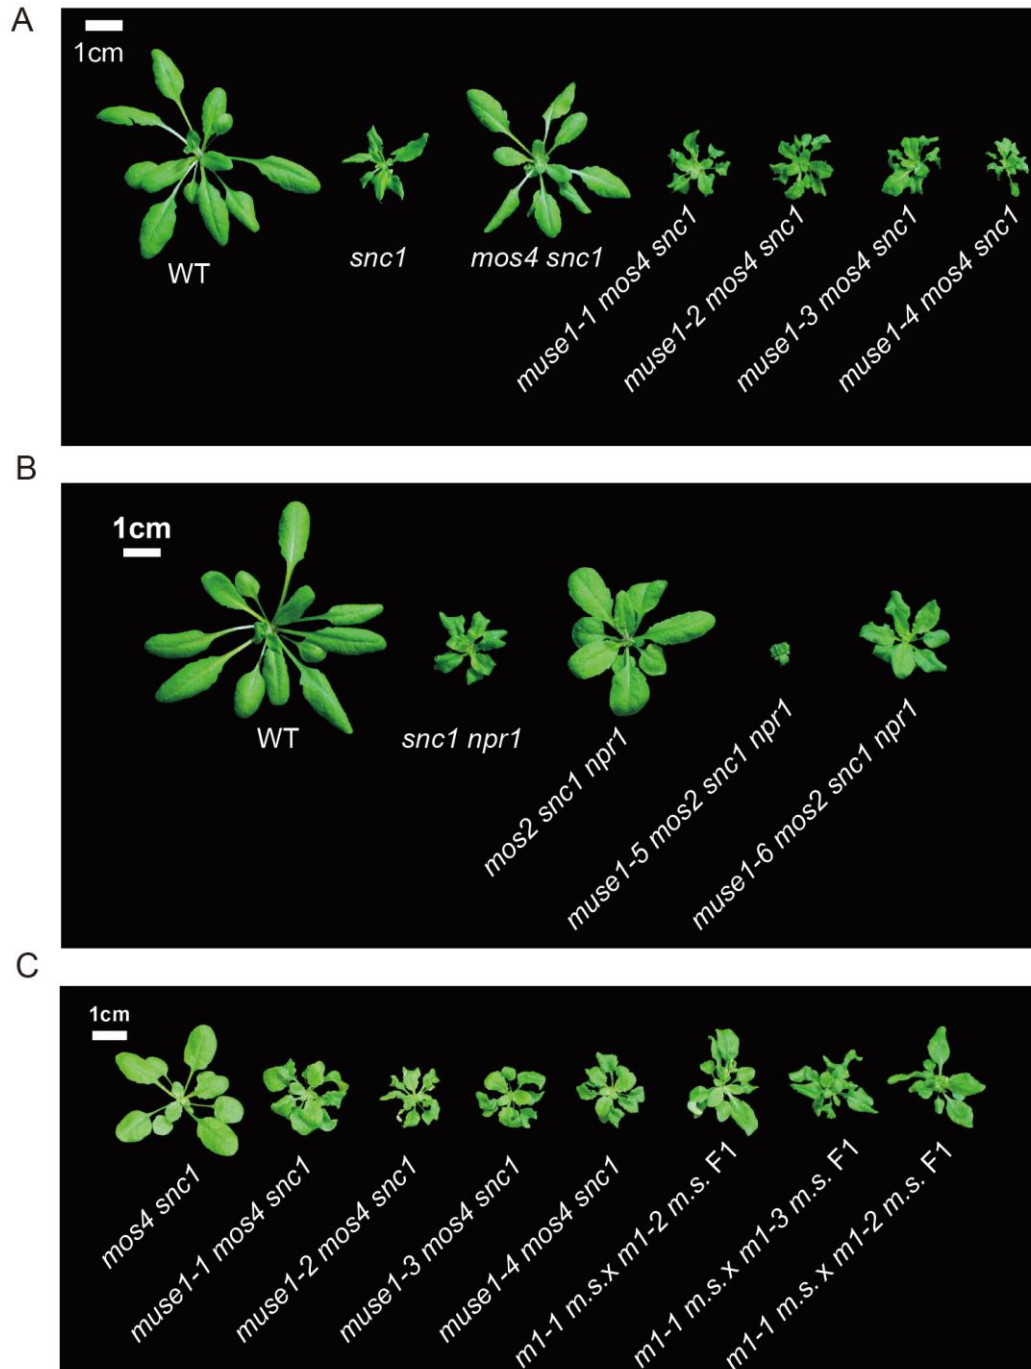 A
1cm
WT
snc1
mos4 snc1
muse1-1 mos4 snc1
muse1-2 mos4 snc1
muse1-3 mos4 snc1
muse1-4 mos4 snc1
B
1cm
WT
snc1 npr1
mos2 snc1 npr1
muse1-5 mos2 snc1 npr1
muse1-6 mos2 snc1 npr1
C
1cm
mos4 snc1
muse1-1 mos4 snc1
muse1-2 mos4 snc1
muse1-3 mos4 snc1
muse1-4 mos4 snc1
m1-1 m.s.x m1-2 m.s. F1
m1-1 m.s. x m1-3 m.s. F1
m1-1 m.s. x m1-2 m.s. F1